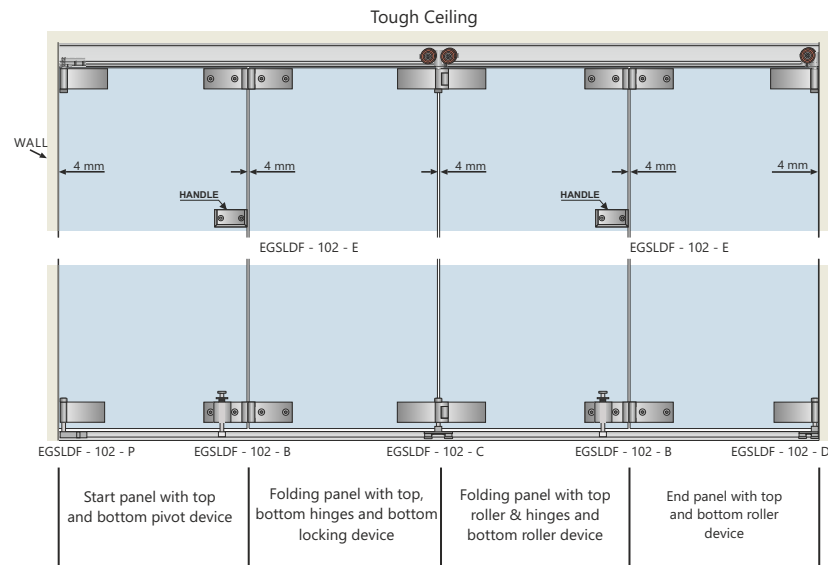 Tough Ceiling
WALL
4 mm 4 mm 4 mm 4 mm 4 mm
HANDLE HANDLE
EGSLDF - 102 - E EGSLDF - 102 - E
EGSLDF - 102 - P EGSLDF - 102 - B EGSLDF - 102 - C EGSLDF - 102 - B EGSLDF - 102 - D
Start panel with top
and bottom pivot device
Folding panel with top,
bottom hinges and bottom
locking device
Folding panel with top
roller & hinges and
bottom roller device
End panel with top
and bottom roller
device